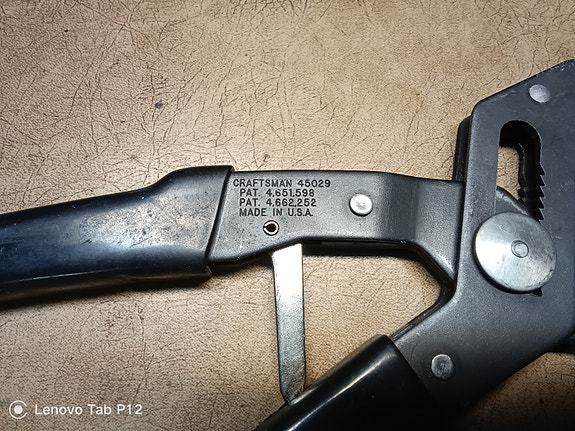 CRAFTSMAN 45029
PAT. 4,651,598
PAT. 4,662,252
MADE IN U.S.A.
Lenovo Tab P12